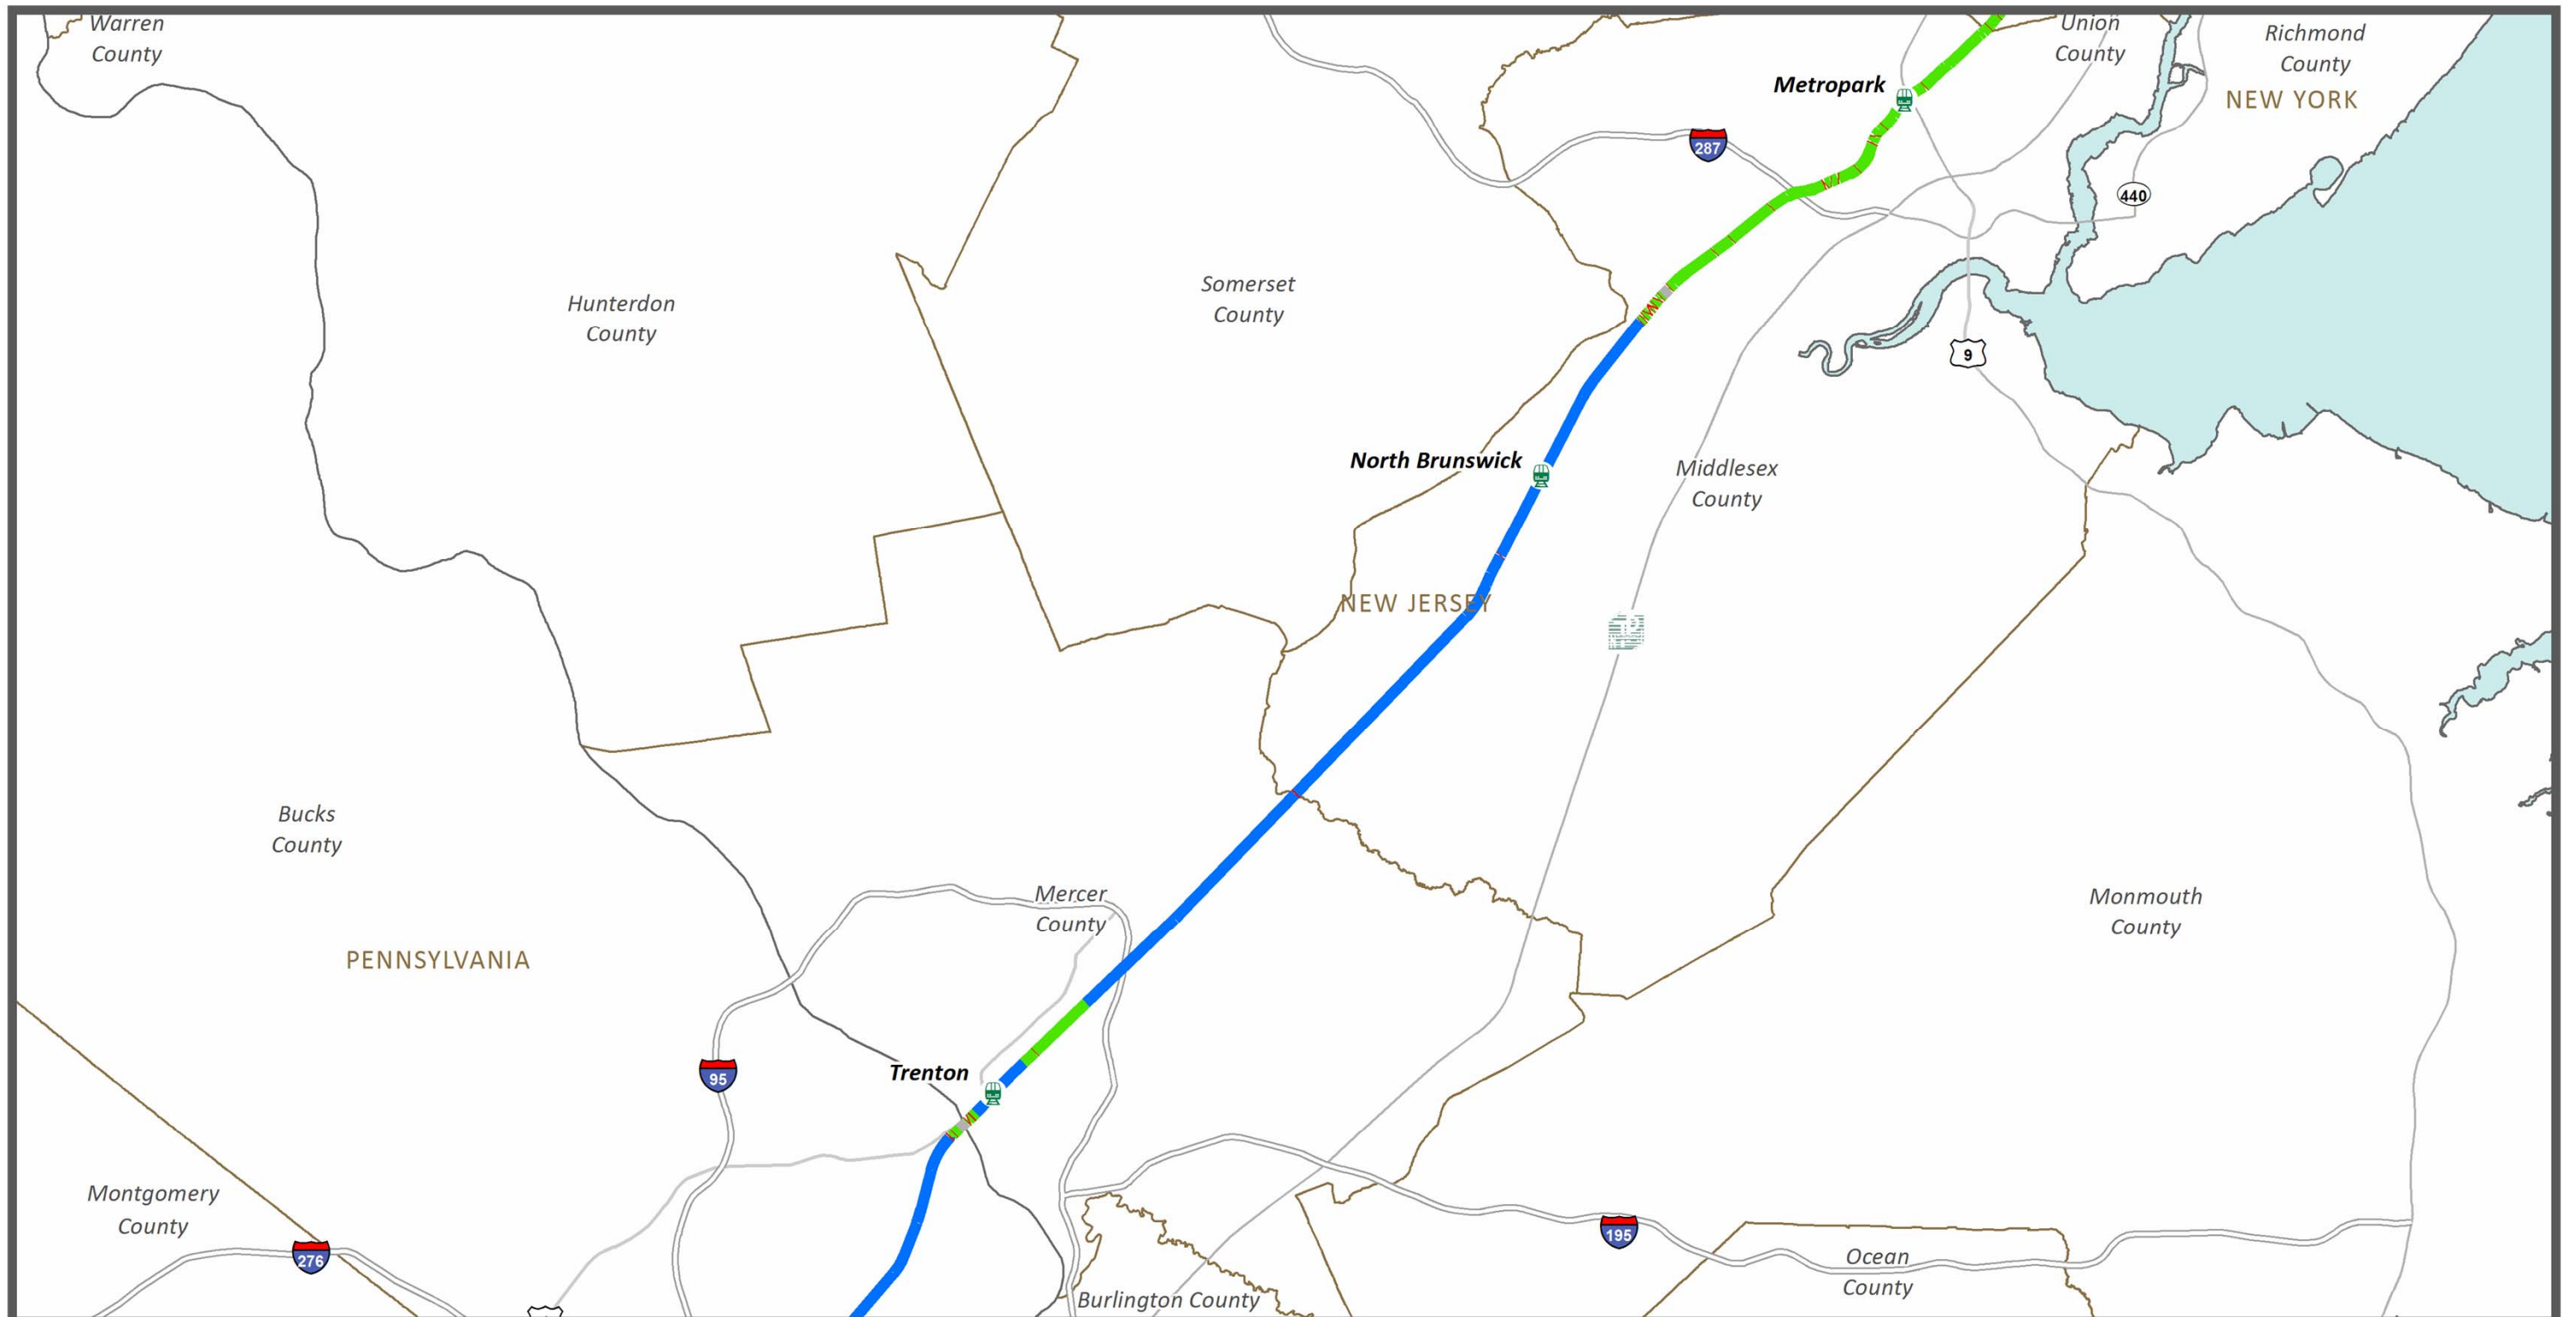 Warren
County
Union
County
Richmond
County
NEW YORK
Metropark
287
440
Hunterdon
County
Somerset
County
9
North Brunswick
Middlesex
County
NEW JERSEY
Bucks
County
Mercer
County
Monmouth
County
PENNSYLVANIA
Trenton
95
Montgomery
County
276
195
Ocean
County
Burlington County